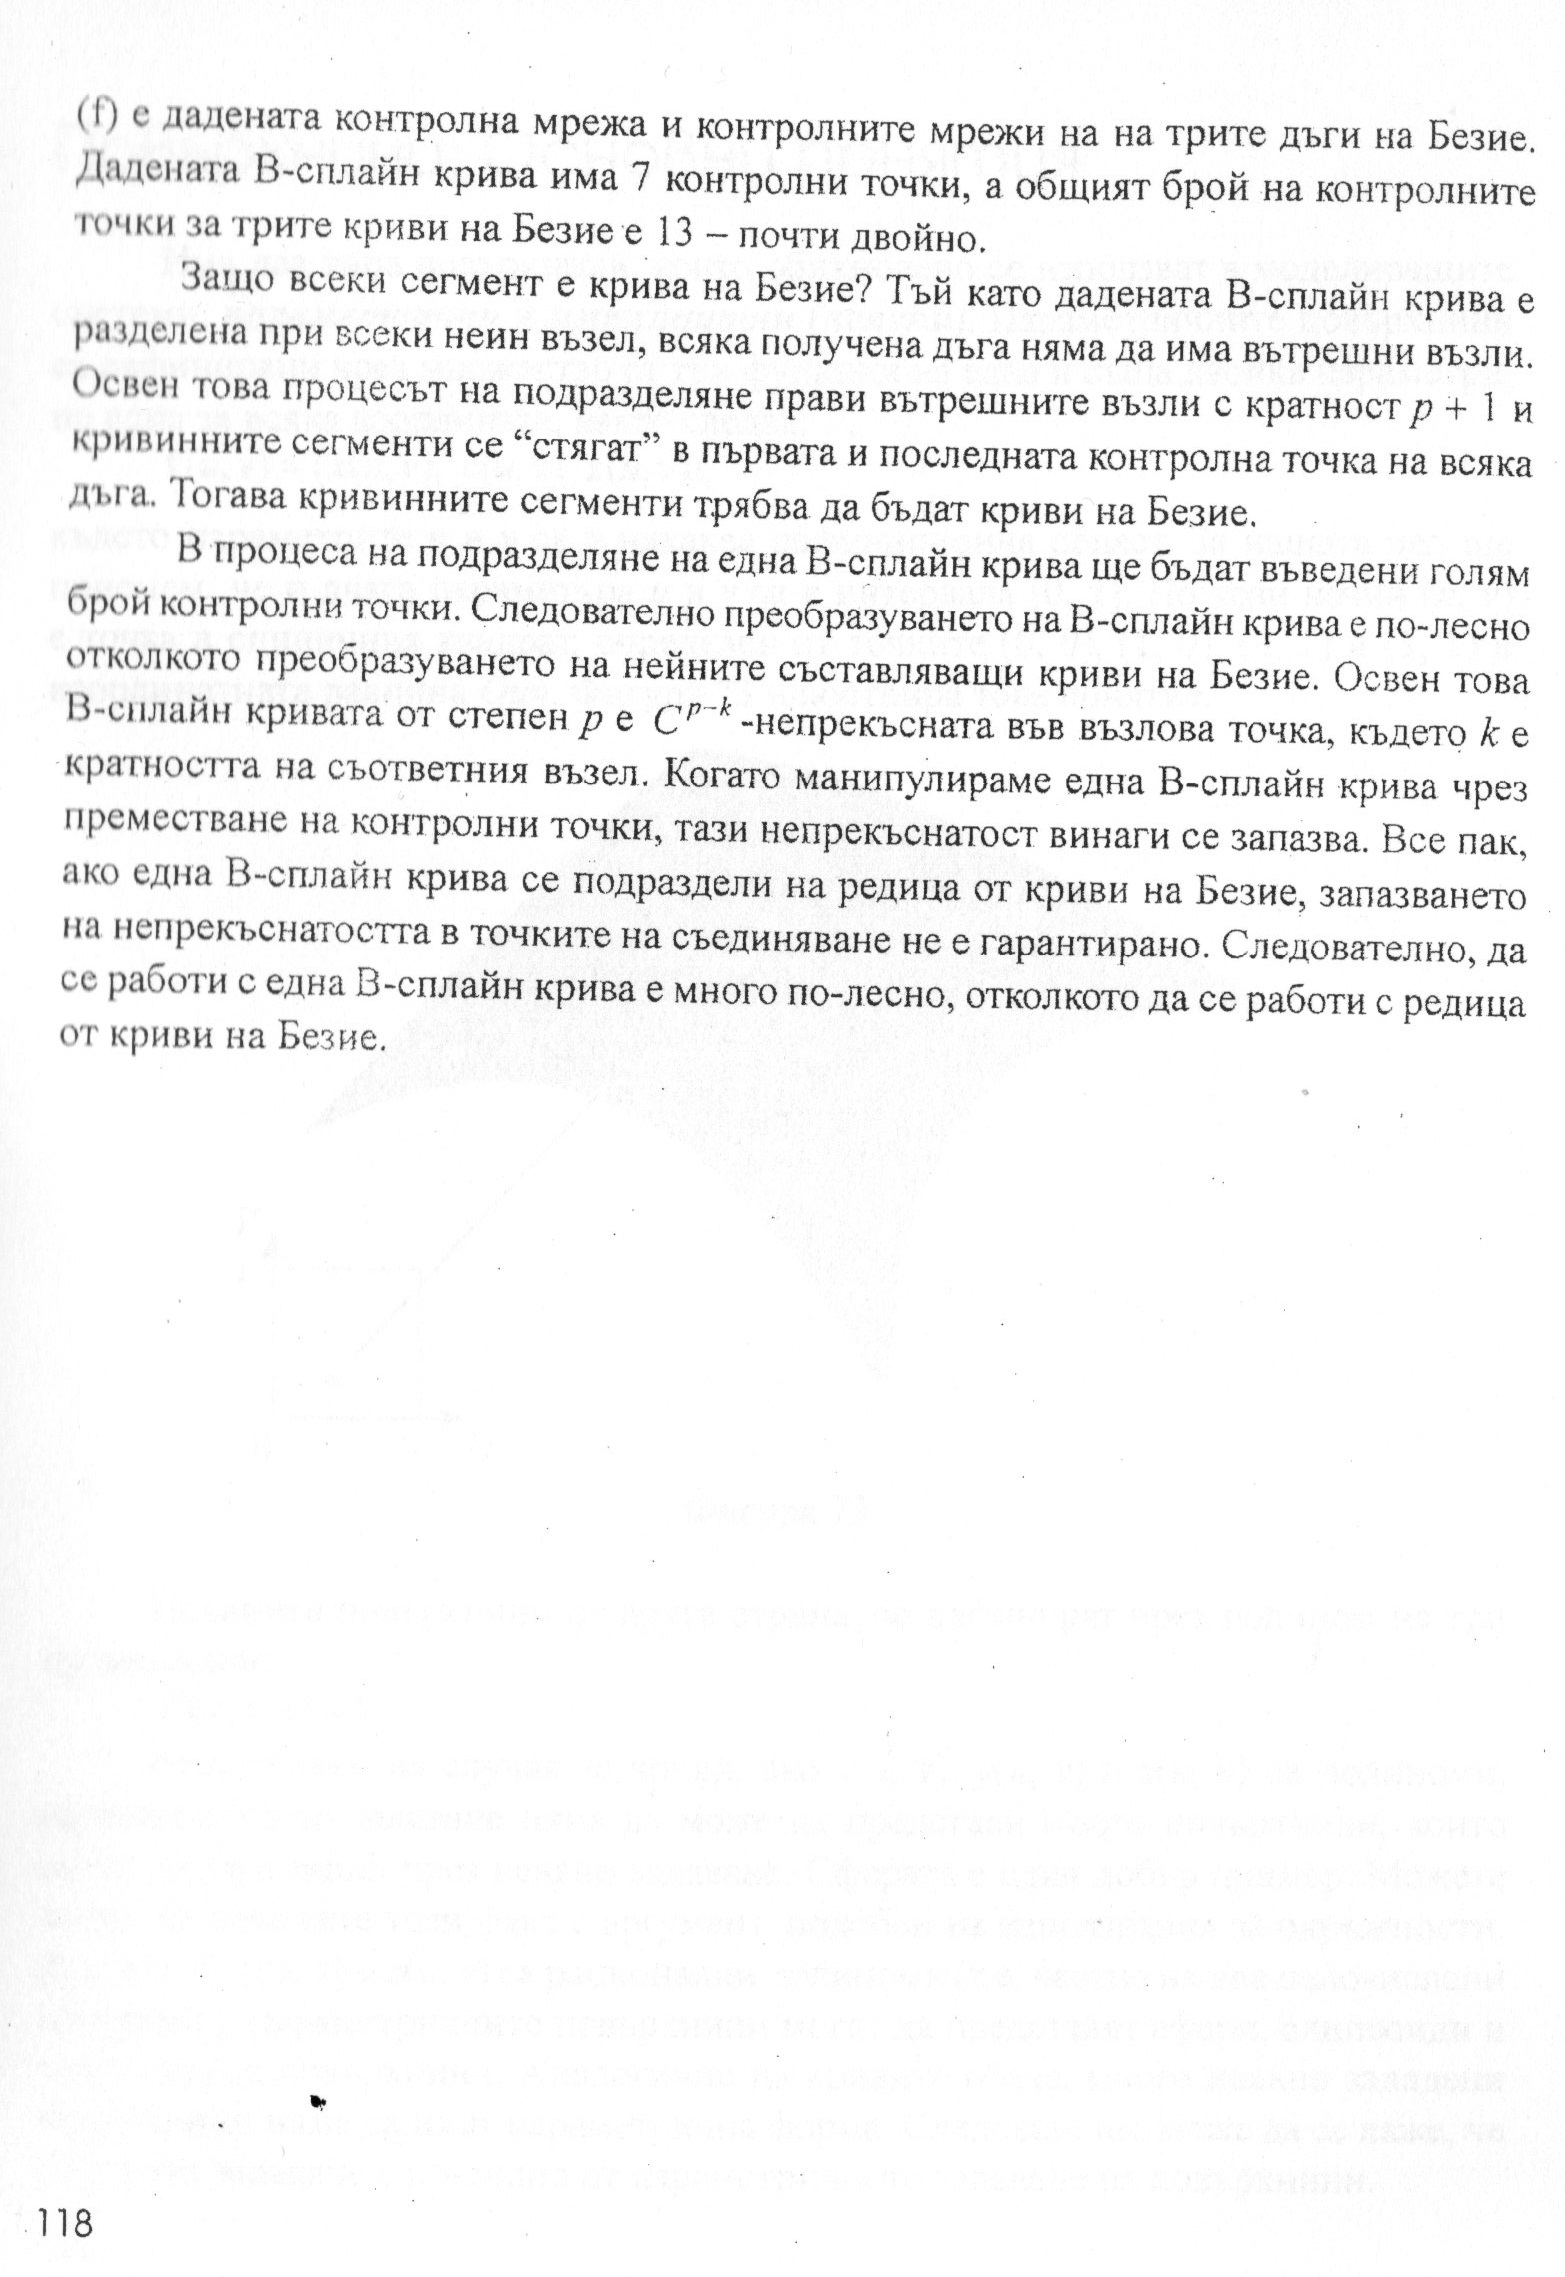 (f) е дадената контролна мрежа и контролните мрежи на на трите дъги на Безие.
Дадената В-сплайн крива има 7 контролни точки, а общият брой на контролните
точки за трите криви на Безие е 13 – почти двойно.
Защо всеки сегмент е крива на Безие? Тъй като дадената В-сплайн крива е
разделена при всеки неин възел, всяка получена дъга няма да има вътрешни възли.
Освен това процесът на подразделяне прави вътрешните възли с кратност p + 1 и
кривинните сегменти се “стягат” в първата и последната контролна точка на всяка
дъга. Тогава кривинните сегменти трябва да бъдат криви на Безие.
В процеса на подразделяне на една В-сплайн крива ще бъдат въведени голям
брой контролни точки. Следователно преобразуването на В-сплайн крива е по-лесно
отколкото преобразуването на нейните съставляващи криви на Безие. Освен това
В-сплайн кривата от степен p е C^{p-k} -непрекъсната във възлова точка, където k е
кратността на съответния възел. Когато манипулираме една В-сплайн крива чрез
преместване на контролни точки, тази непрекъснатост винаги се запазва. Все пак,
ако една В-сплайн крива се подраздели на редица от криви на Безие, запазването
на непрекъснатостта в точките на съединяване не е гарантирано. Следователно, да
се работи с една В-сплайн крива е много по-лесно, отколкото да се работи с редица
от криви на Безие.
118